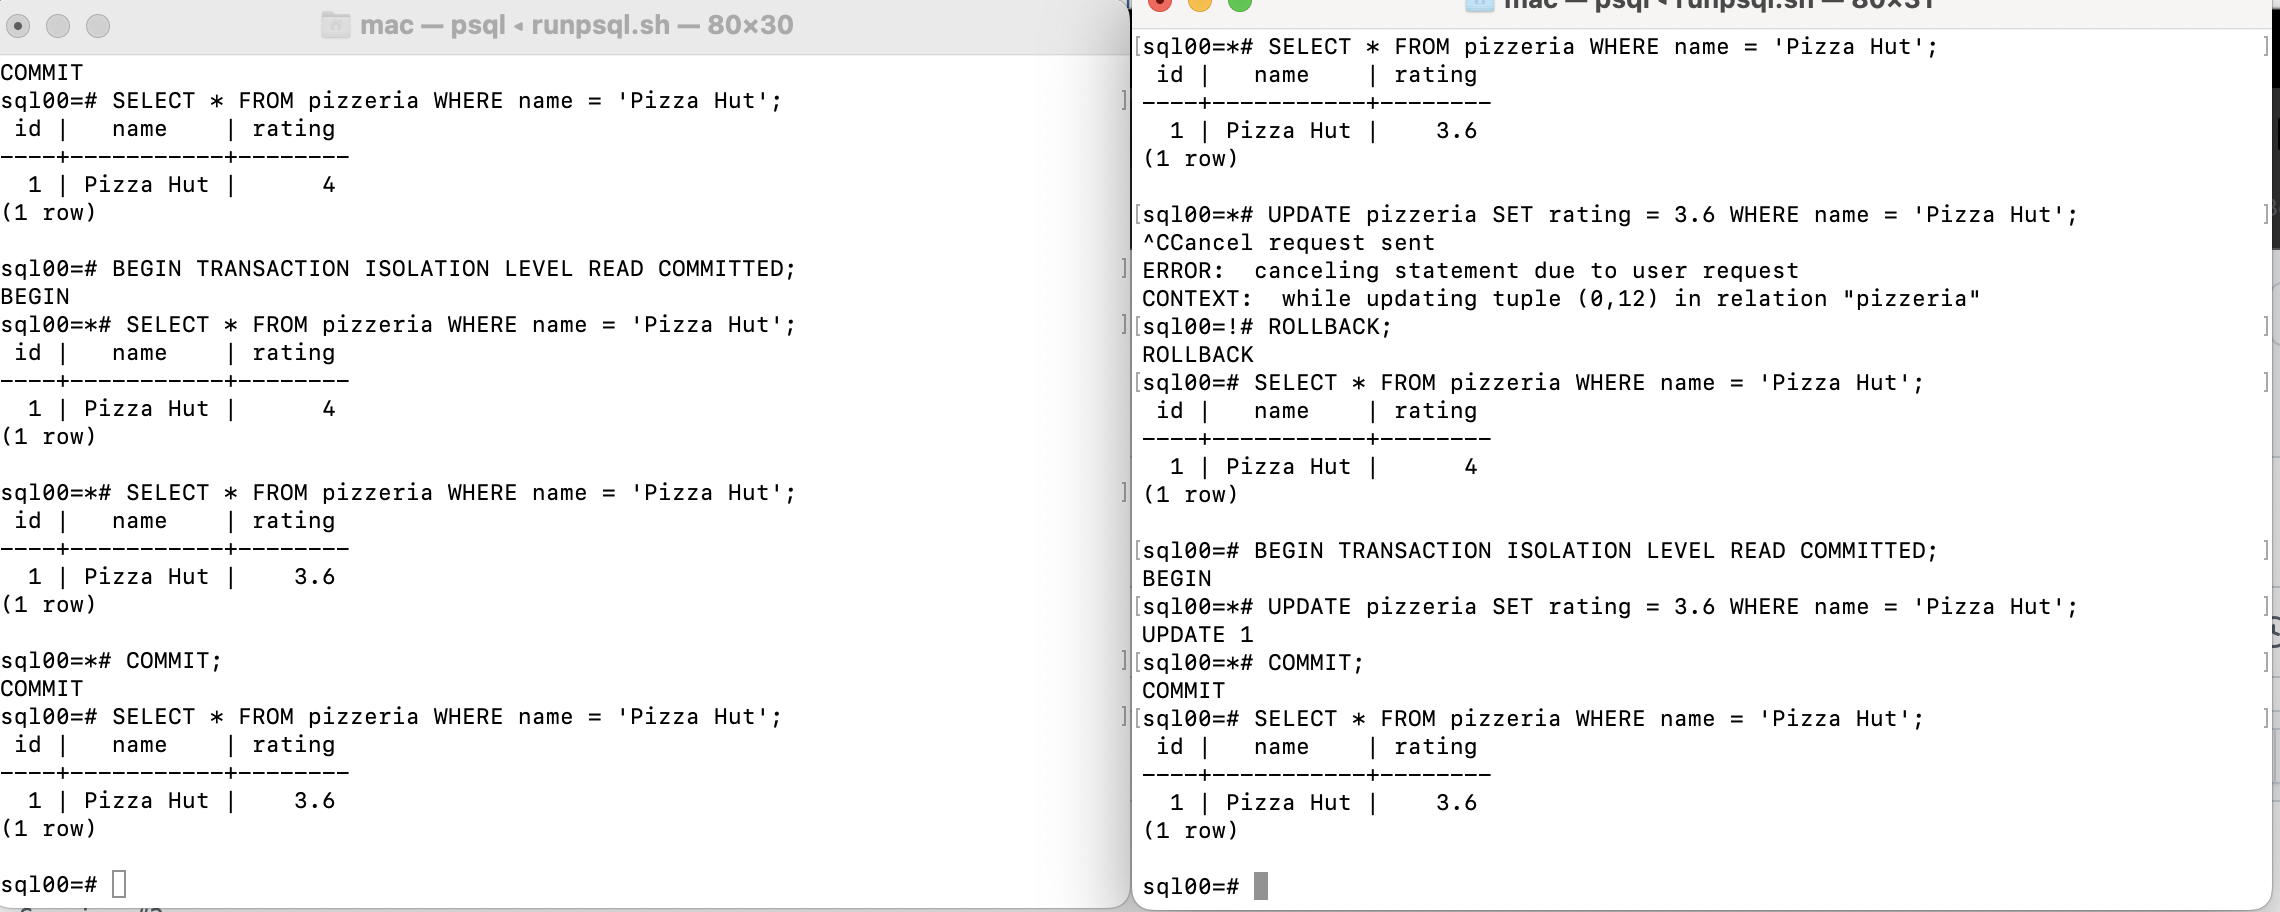 mac — psql ◂ runpsql.sh — 80×30
COMMIT
sql00=# SELECT * FROM pizzeria WHERE name = 'Pizza Hut';
 id |   name    | rating
----+-----------+--------
  1 | Pizza Hut |      4
(1 row)

sql00=# BEGIN TRANSACTION ISOLATION LEVEL READ COMMITTED;
BEGIN
sql00=*# SELECT * FROM pizzeria WHERE name = 'Pizza Hut';
 id |   name    | rating
----+-----------+--------
  1 | Pizza Hut |      4
(1 row)

sql00=*# SELECT * FROM pizzeria WHERE name = 'Pizza Hut';
 id |   name    | rating
----+-----------+--------
  1 | Pizza Hut |    3.6
(1 row)

sql00=*# COMMIT;
COMMIT
sql00=# SELECT * FROM pizzeria WHERE name = 'Pizza Hut';
 id |   name    | rating
----+-----------+--------
  1 | Pizza Hut |    3.6
(1 row)

sql00=#
mac — psql ◂ runpsql.sh — 80×31
sql00=*# SELECT * FROM pizzeria WHERE name = 'Pizza Hut';
 id |   name    | rating
----+-----------+--------
  1 | Pizza Hut |    3.6
(1 row)

sql00=*# UPDATE pizzeria SET rating = 3.6 WHERE name = 'Pizza Hut';
^CCancel request sent
ERROR:  canceling statement due to user request
CONTEXT:  while updating tuple (0,12) in relation "pizzeria"
sql00=!# ROLLBACK;
ROLLBACK
sql00=# SELECT * FROM pizzeria WHERE name = 'Pizza Hut';
 id |   name    | rating
----+-----------+--------
  1 | Pizza Hut |      4
(1 row)

sql00=# BEGIN TRANSACTION ISOLATION LEVEL READ COMMITTED;
BEGIN
sql00=*# UPDATE pizzeria SET rating = 3.6 WHERE name = 'Pizza Hut';
UPDATE 1
sql00=*# COMMIT;
COMMIT
sql00=# SELECT * FROM pizzeria WHERE name = 'Pizza Hut';
 id |   name    | rating
----+-----------+--------
  1 | Pizza Hut |    3.6
(1 row)

sql00=#